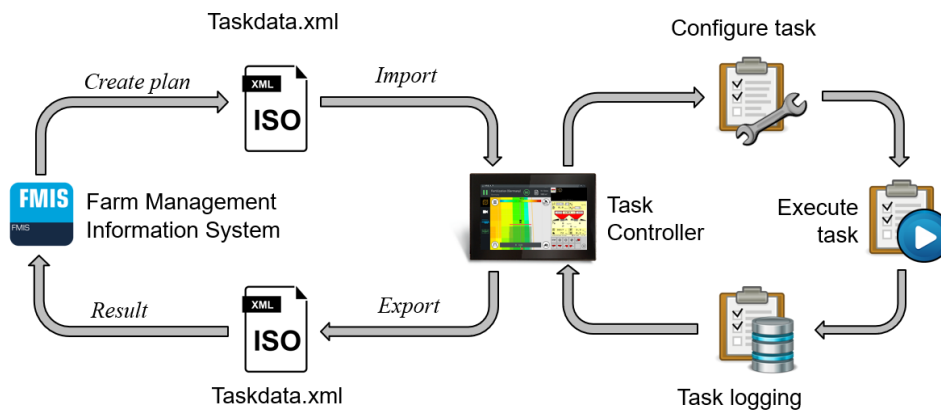 Taskdata.xml
Configure task
Create plan
XML
ISO
Import
FMIS
FMIS
Farm Management
Information System
Task
Controller
Execute
task
Result
XML
ISO
Export
Taskdata.xml
Task logging